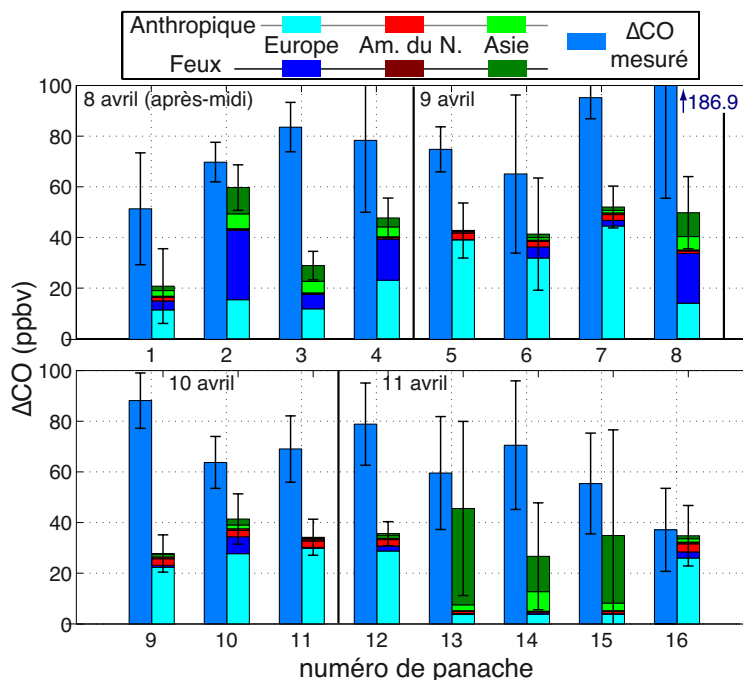 Anthropique
Europe Am. du N. Asie
Feux
ΔCO
mesuré
ΔCO (ppbv)
100
80
60
40
20
0
8 avril (après-midi)
9 avril
186.9
1 2 3 4 5 6 7 8
100
80
60
40
20
0
10 avril
11 avril
9 10 11 12 13 14 15 16
numéro de panache